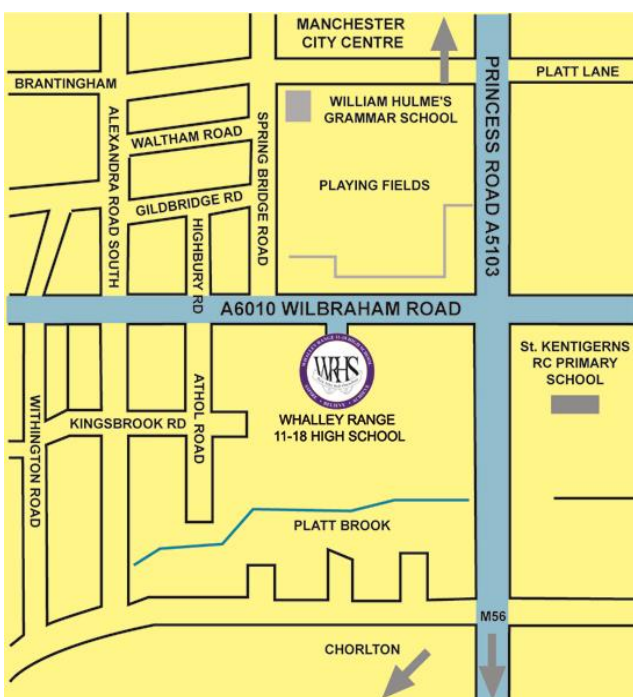 MANCHESTER
CITY CENTRE
PLATT LANE
BRANTINGHAM
PRINCESS ROAD A5103
WILLIAM HULME'S
GRAMMAR SCHOOL
ALEXANDRA ROAD SOUTH
WALTHAM ROAD
SPRING BRIDGE ROAD
PLAYING FIELDS
GILDBRIDGE RD
HIGHBURY RD
A6010 WILBRAHAM ROAD
St. KENTIGERNS
RC PRIMARY
SCHOOL
WRHS
WITHINGTON ROAD
KINGSBROOK RD
ATHOL ROAD
WHALLEY RANGE
11-18 HIGH SCHOOL
PLATT BROOK
M56
CHORLTON